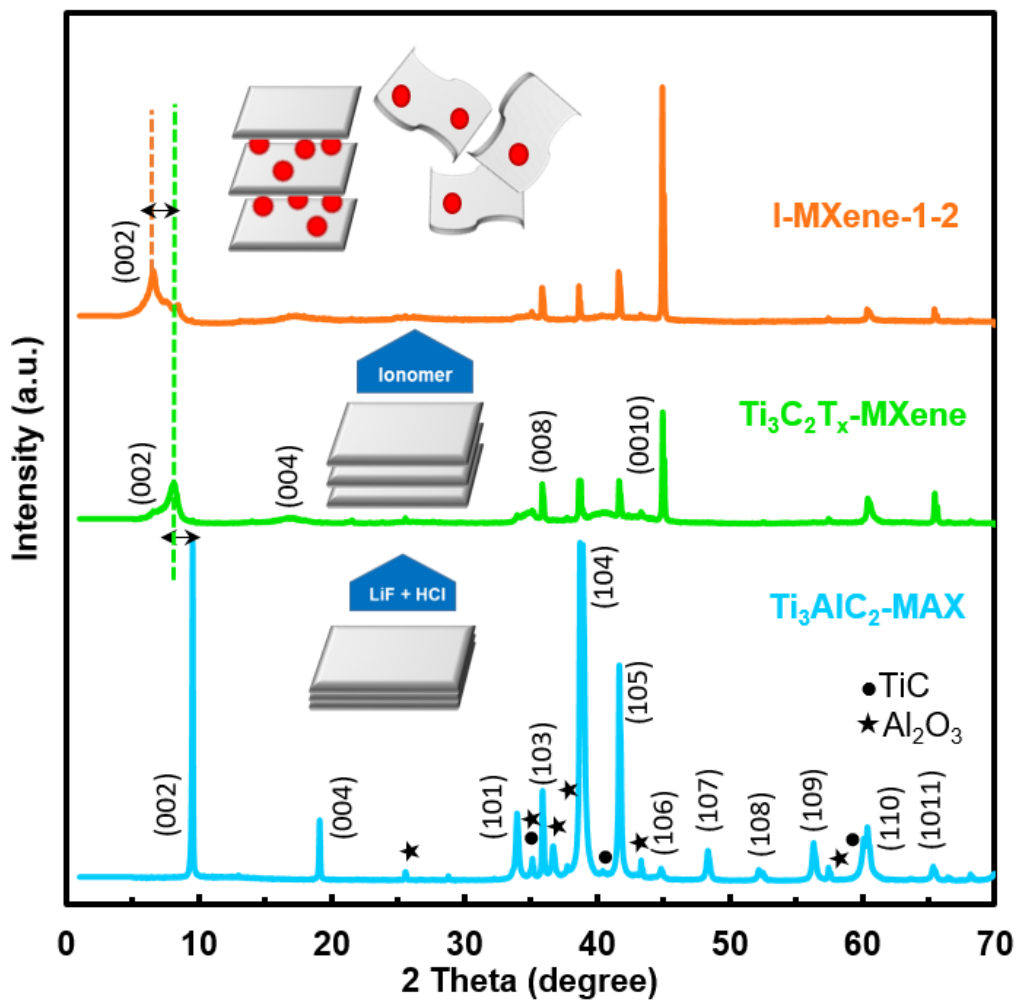 I-MXene-1-2
(002)
Ionomer
Ti₃C₂Tₓ-MXene
(002)
(004)
(008)
(0010)
LiF + HCl
Ti₃AlC₂-MAX
● TiC
★ Al₂O₃
(002)
(004)
(101)
(103)
(104)
(105)
(106)
(107)
(108)
(109)
(110)
(1011)
Intensity (a.u.)
0 10 20 30 40 50 60 70
2 Theta (degree)